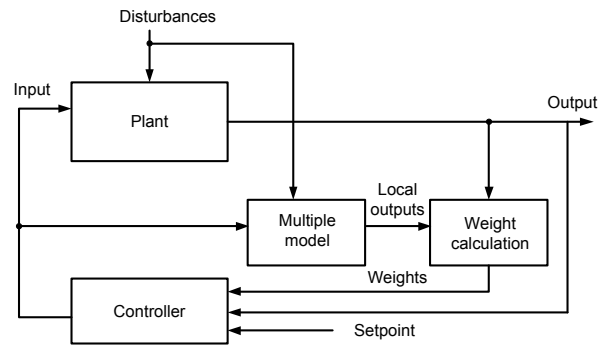 Disturbances
Input
Output
Plant
Local
outputs
Multiple
model
Weight
calculation
Weights
Controller
Setpoint